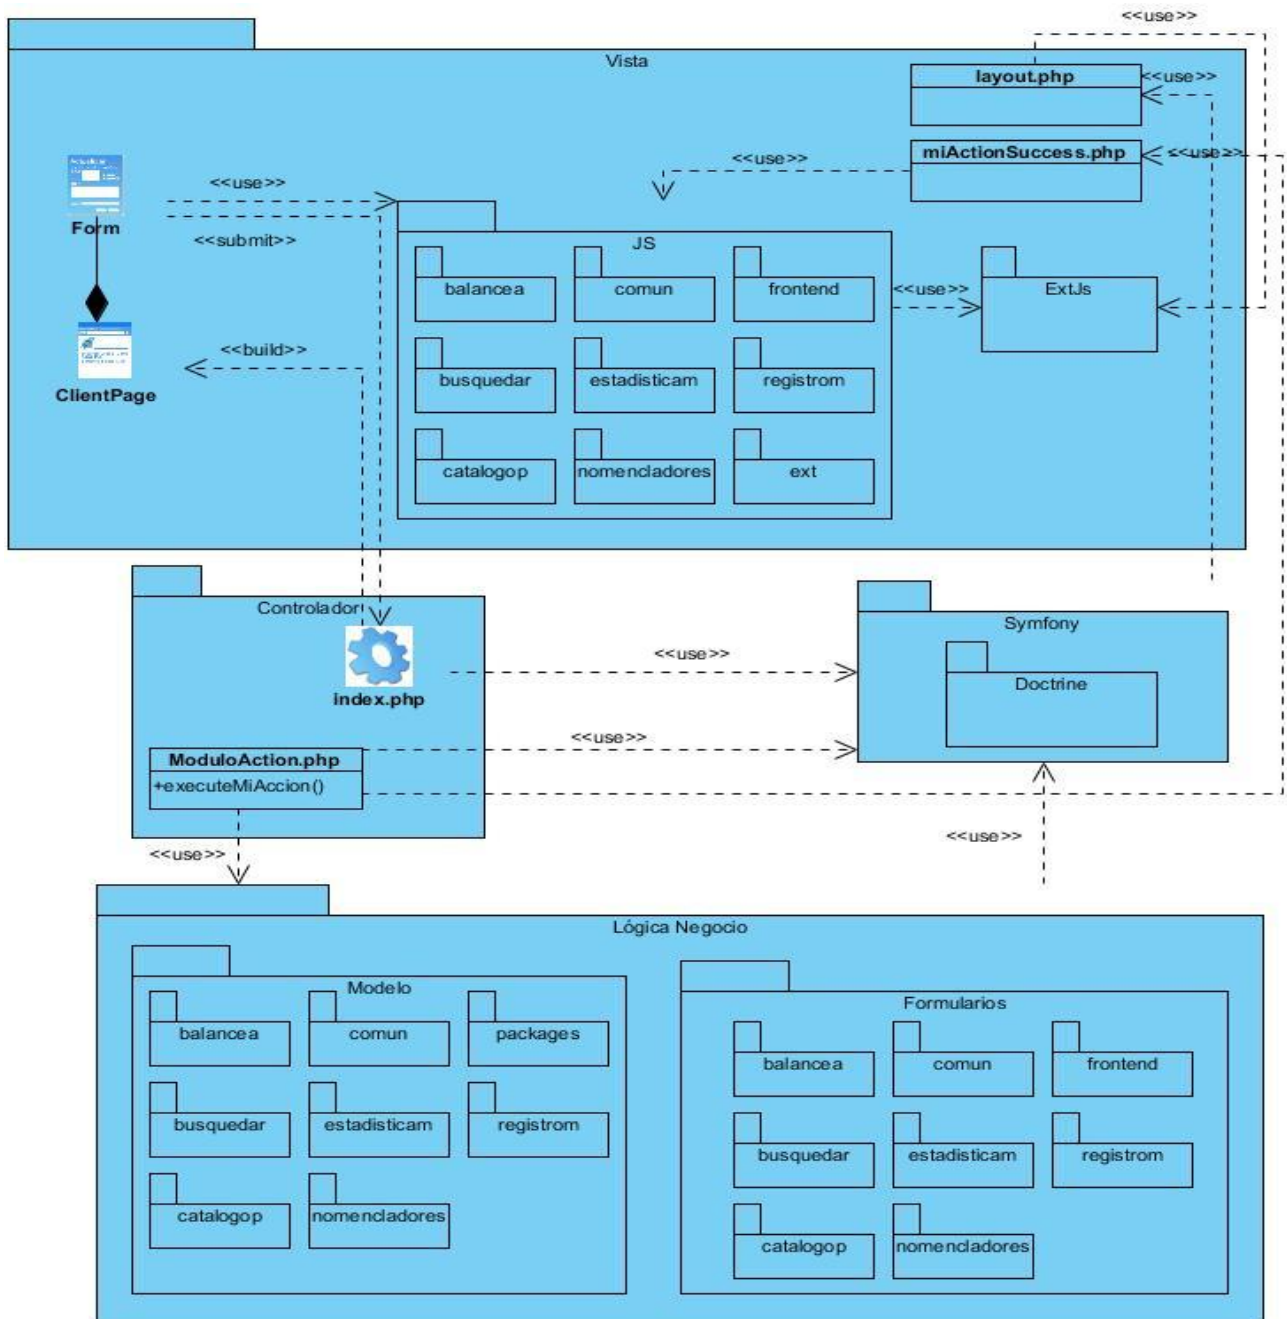 <<use>>
Vista
layout.php
<<use>>
miActionSuccess.php
<<use>>
<<use>>
<<use>>
Form
<<submit>>
JS
balancea
comun
frontend
<<use>>
ExtJs
<<build>>
busquedar
estadisticam
registrom
ClientPage
catalogop
nomencladores
ext
Controlador
index.php
<<use>>
Symfony
Doctrine
<<use>>
ModuloAction.php
+executeMiAccion()
<<use>>
<<use>>
Lógica Negocio
Modelo
balancea
comun
packages
busquedar
estadisticam
registrom
catalogop
nomencladores
Formularios
balancea
comun
frontend
busquedar
estadisticam
registrom
catalogop
nomencladores